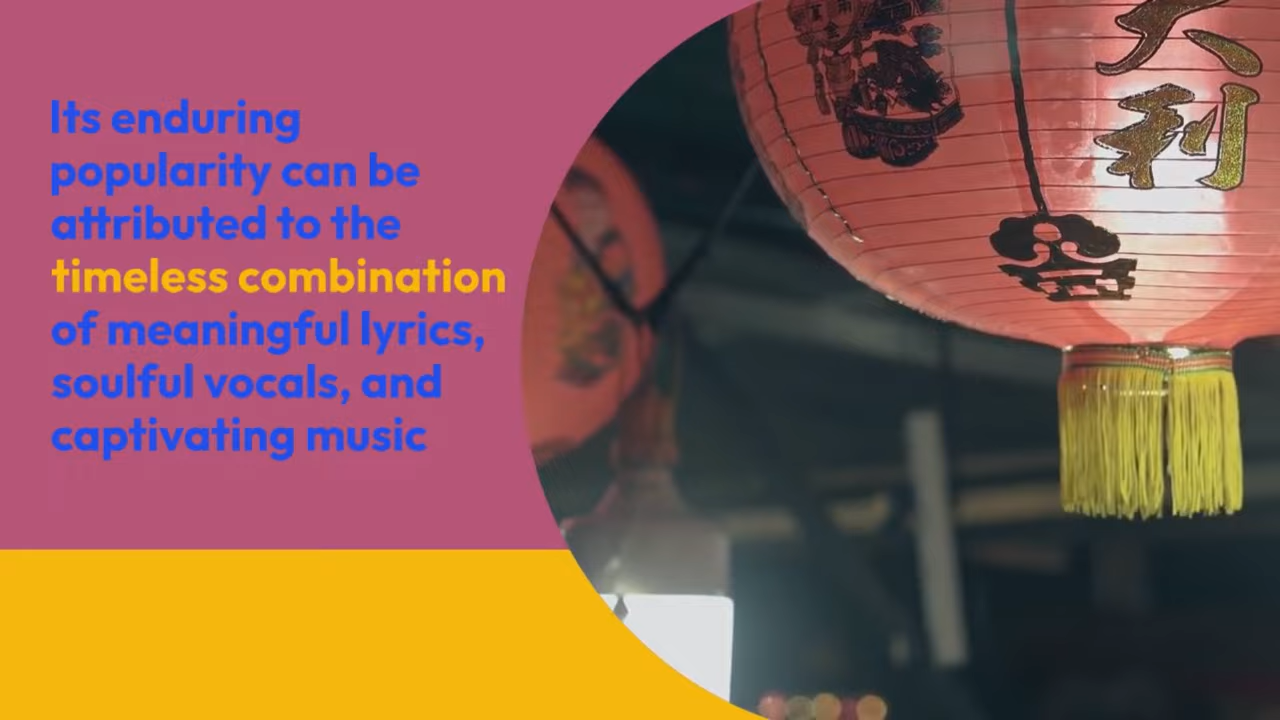 Its enduring
popularity can be
attributed to the
timeless combination
of meaningful lyrics,
soulful vocals, and
captivating music
大
利